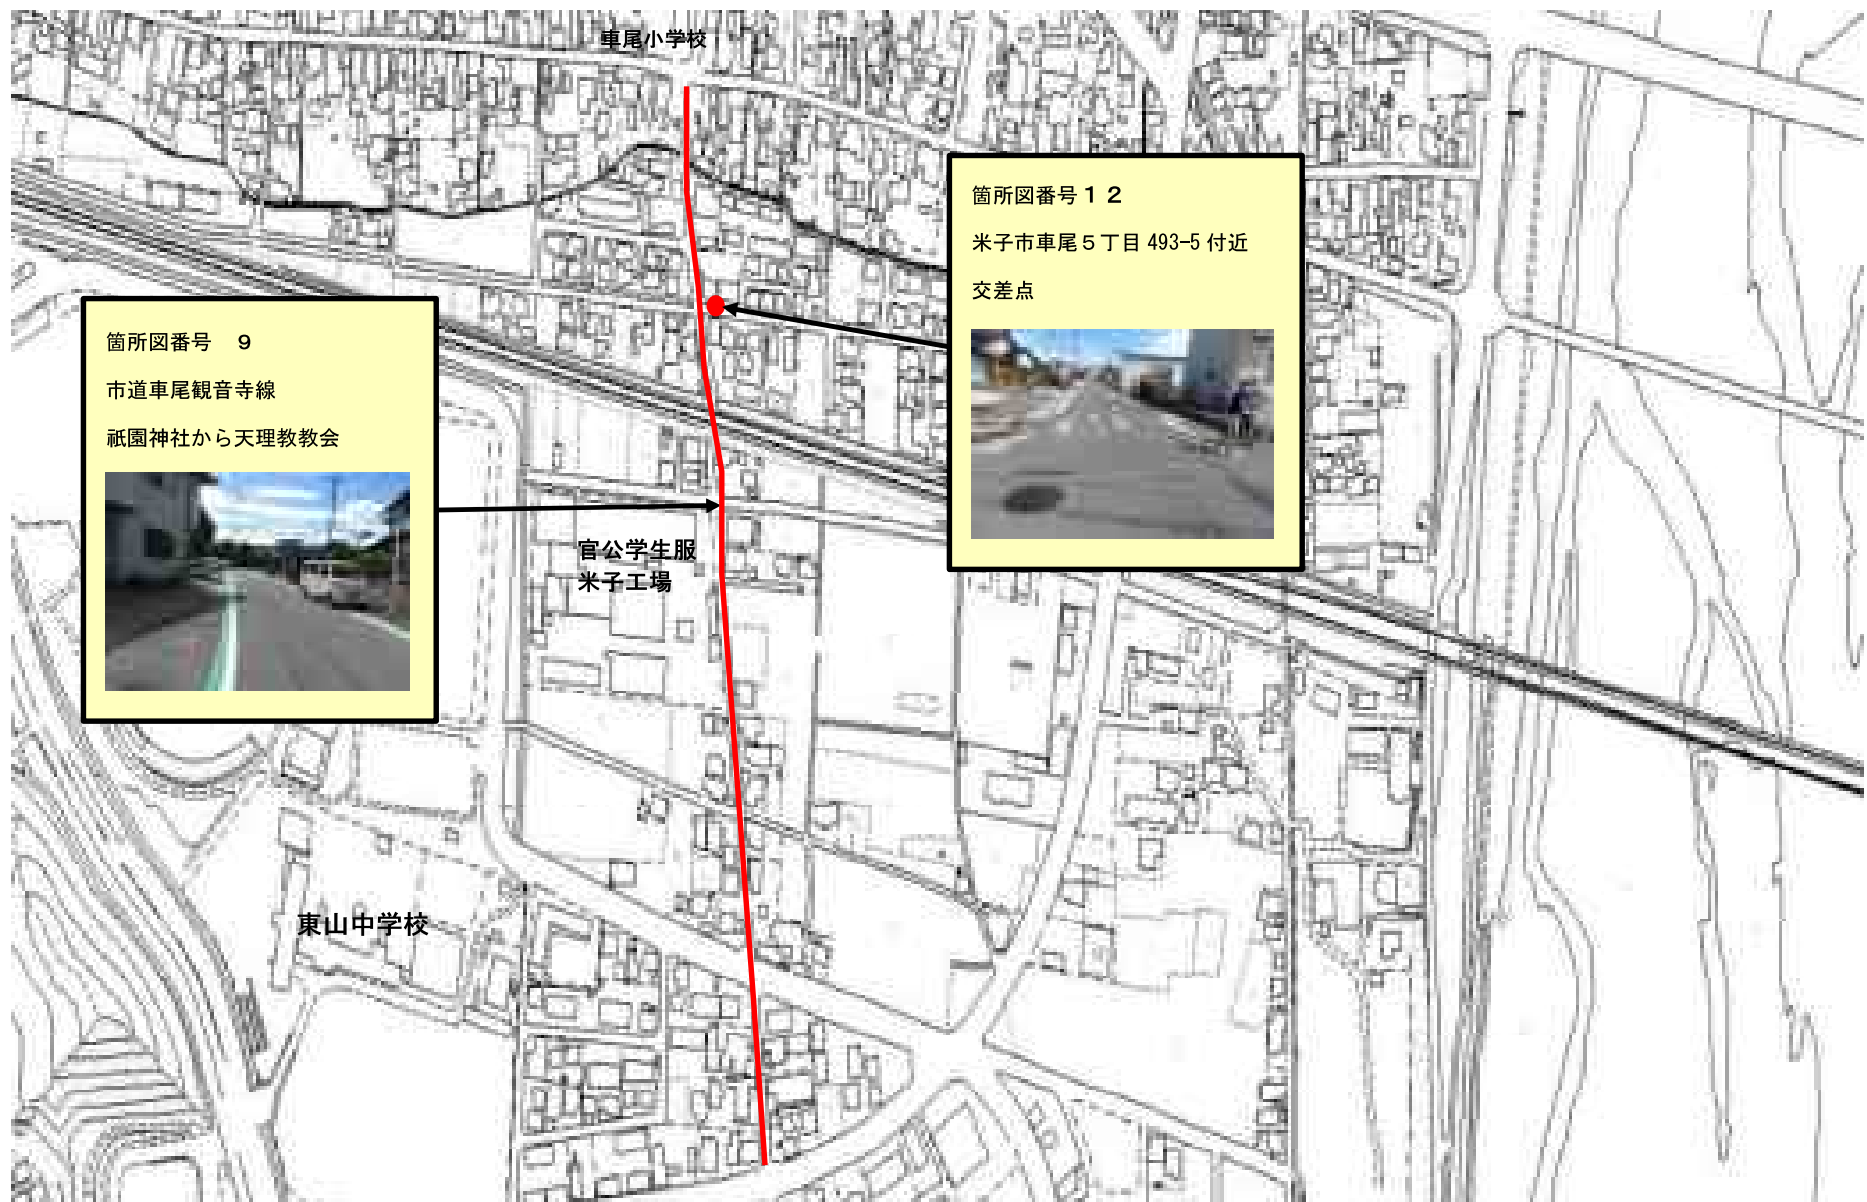 車尾小学校
箇所図番号１２
米子市車尾５丁目493-5付近
交差点
箇所図番号　９
市道車尾観音寺線
祇園神社から天理教教会
官公学生服
米子工場
東山中学校